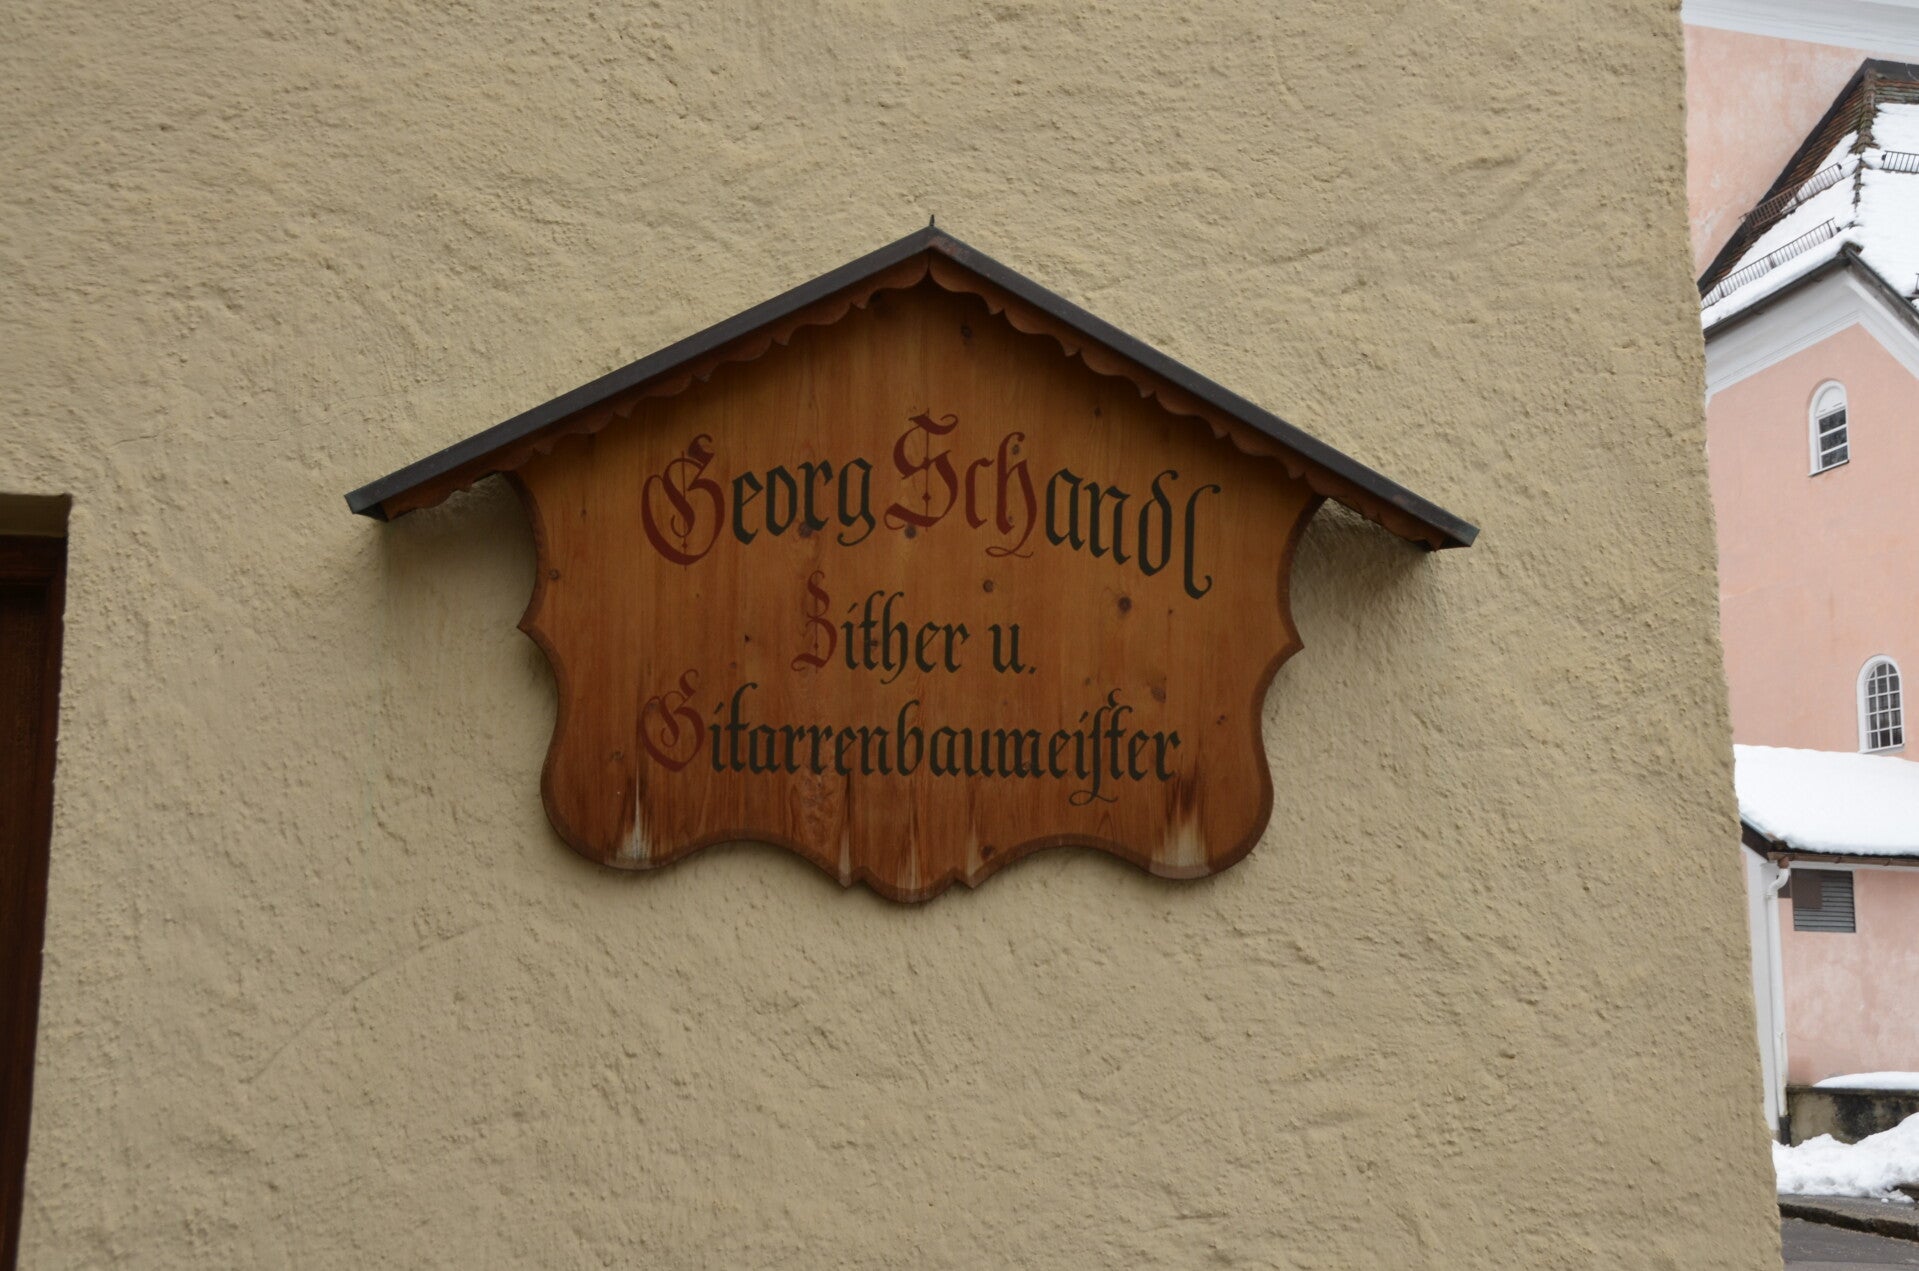 Georg Schandl
Zither u.
Gitarrenbaumeister